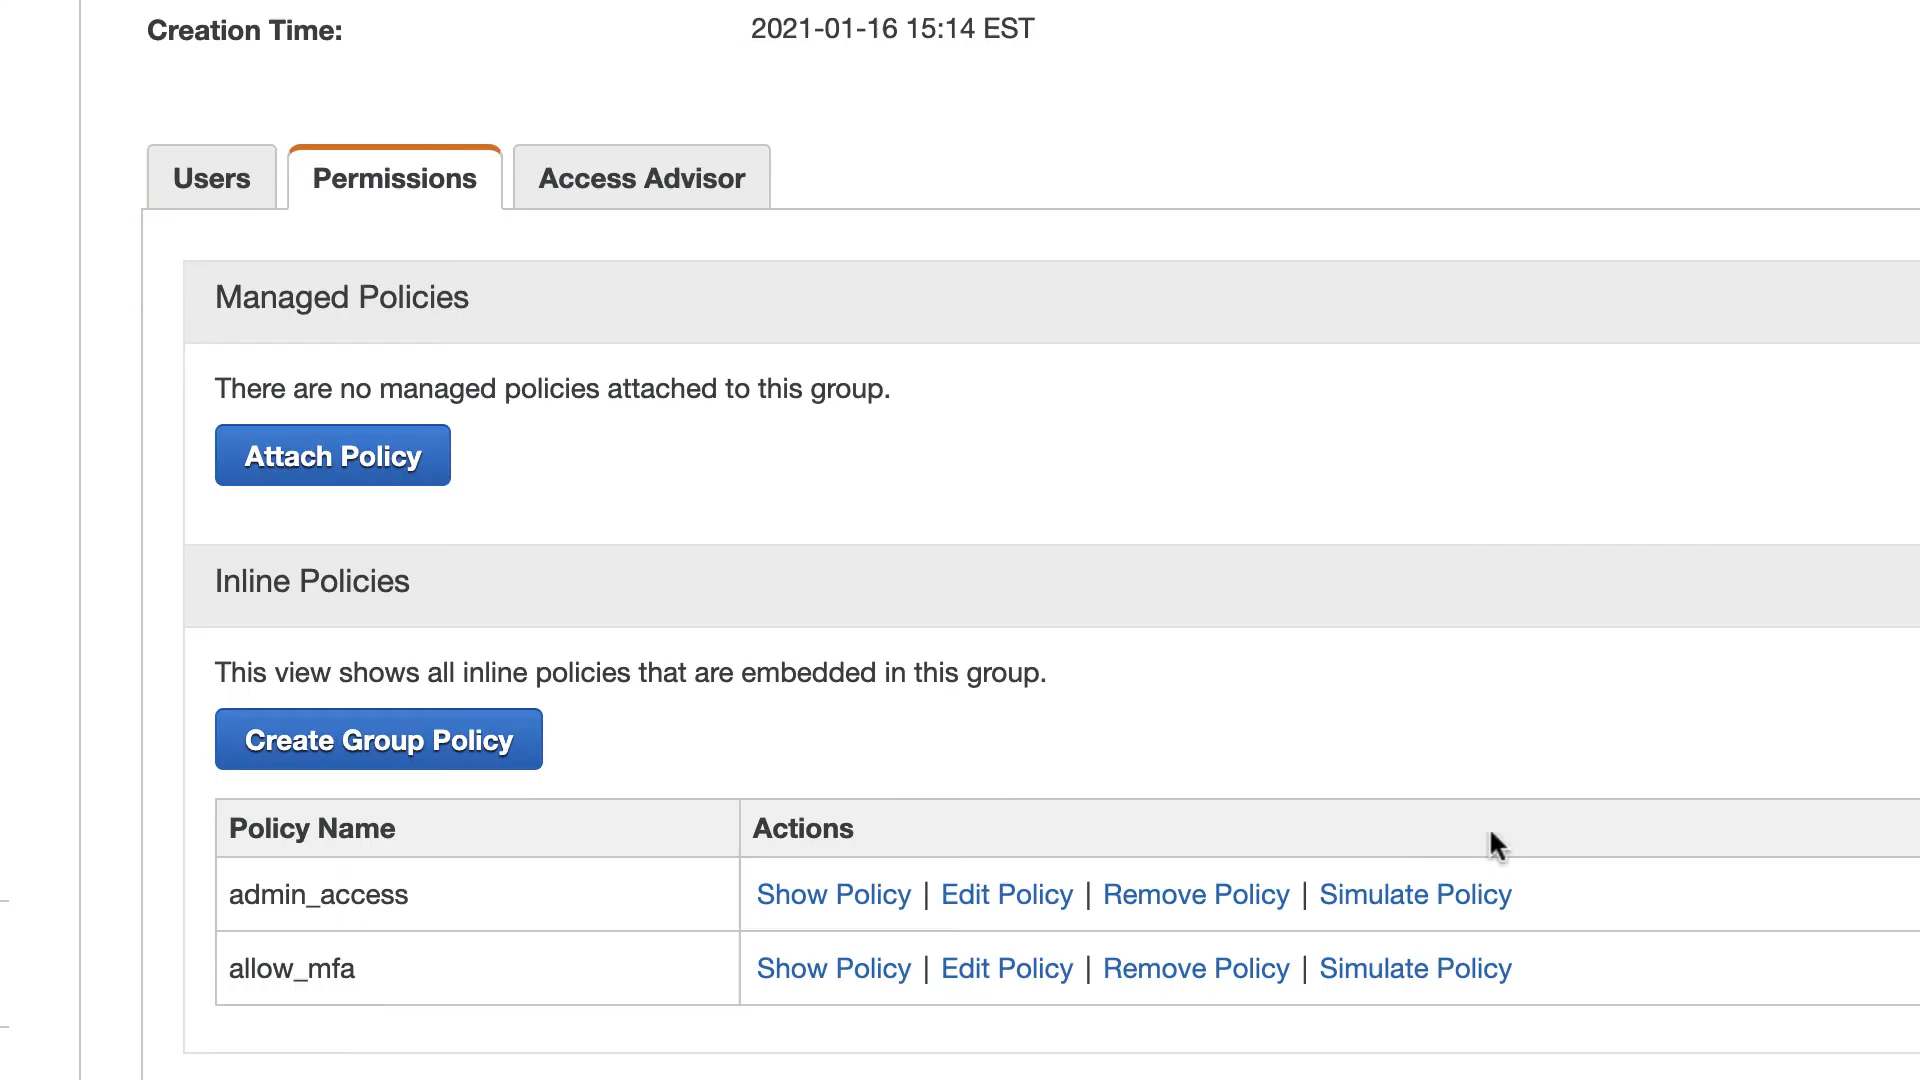 Creation Time: 2021-01-16 15:14 EST
Users Permissions Access Advisor
Managed Policies
There are no managed policies attached to this group.
Attach Policy
Inline Policies
This view shows all inline policies that are embedded in this group.
Create Group Policy
Policy Name Actions
admin_access Show Policy | Edit Policy | Remove Policy | Simulate Policy
allow_mfa Show Policy | Edit Policy | Remove Policy | Simulate Policy